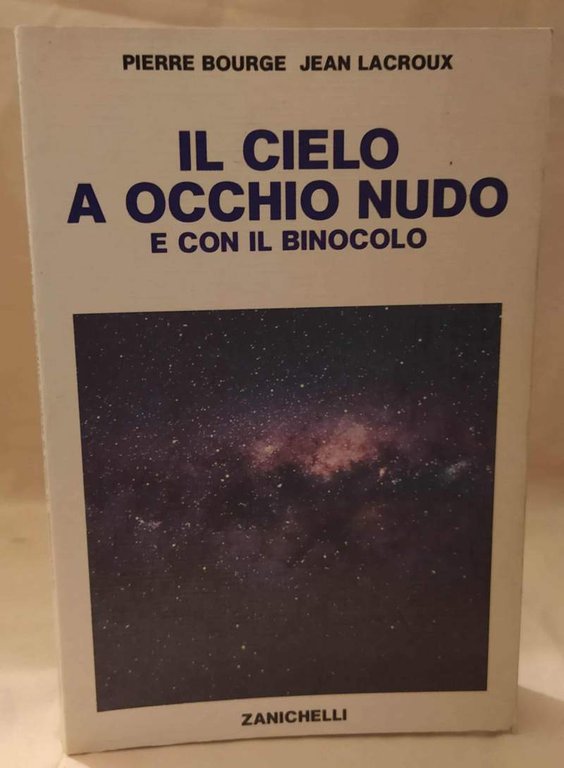 PIERRE BOURGE JEAN LACROUX
IL CIELO
A OCCHIO NUDO
E CON IL BINOCOLO
ZANICHELLI